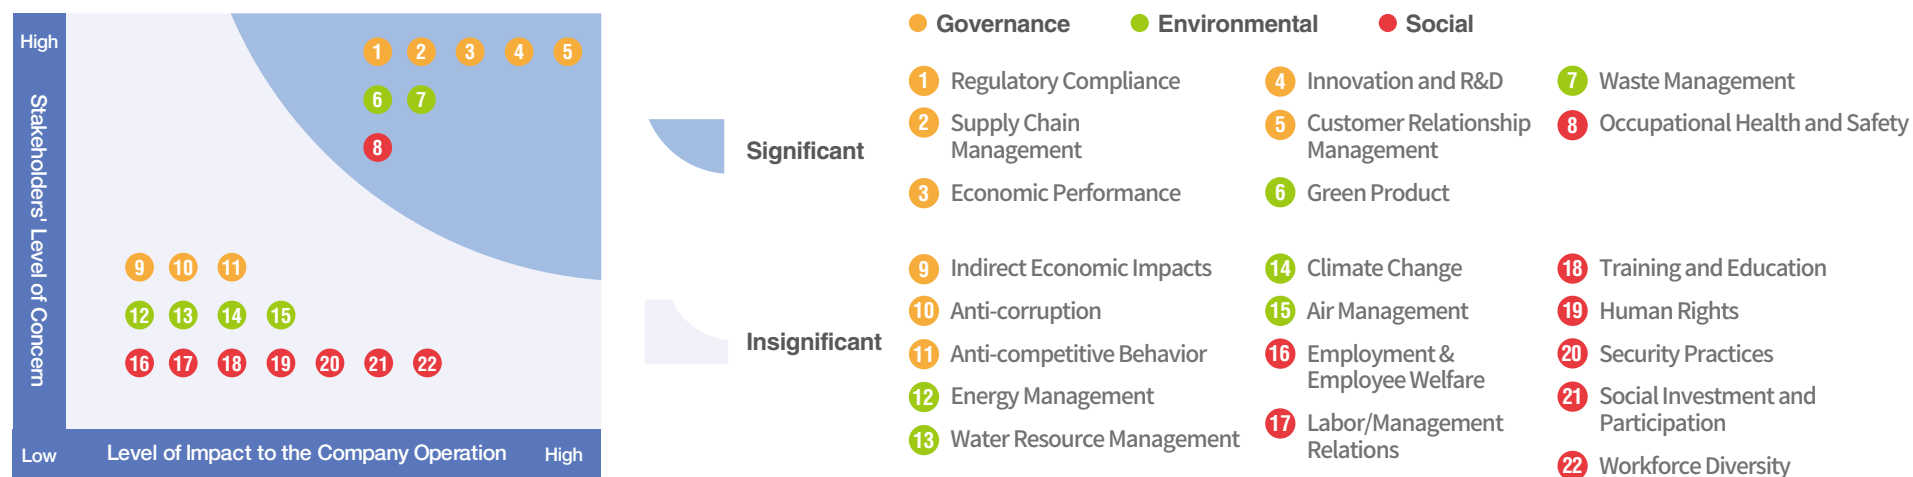 High
Stakeholders' Level of Concern
1 2 3 4 5
6 7
8
9 10 11
12 13 14 15
16 17 18 19 20 21 22
Low
Level of Impact to the Company Operation
High
Significant
Insignificant
Governance
Environmental
Social
1 Regulatory Compliance
2 Supply Chain
Management
3 Economic Performance
4 Innovation and R&D
5 Customer Relationship
Management
6 Green Product
7 Waste Management
8 Occupational Health and Safety
9 Indirect Economic Impacts
10 Anti-corruption
11 Anti-competitive Behavior
12 Energy Management
13 Water Resource Management
14 Climate Change
15 Air Management
16 Employment &
Employee Welfare
17 Labor/Management
Relations
18 Training and Education
19 Human Rights
20 Security Practices
21 Social Investment and
Participation
22 Workforce Diversity